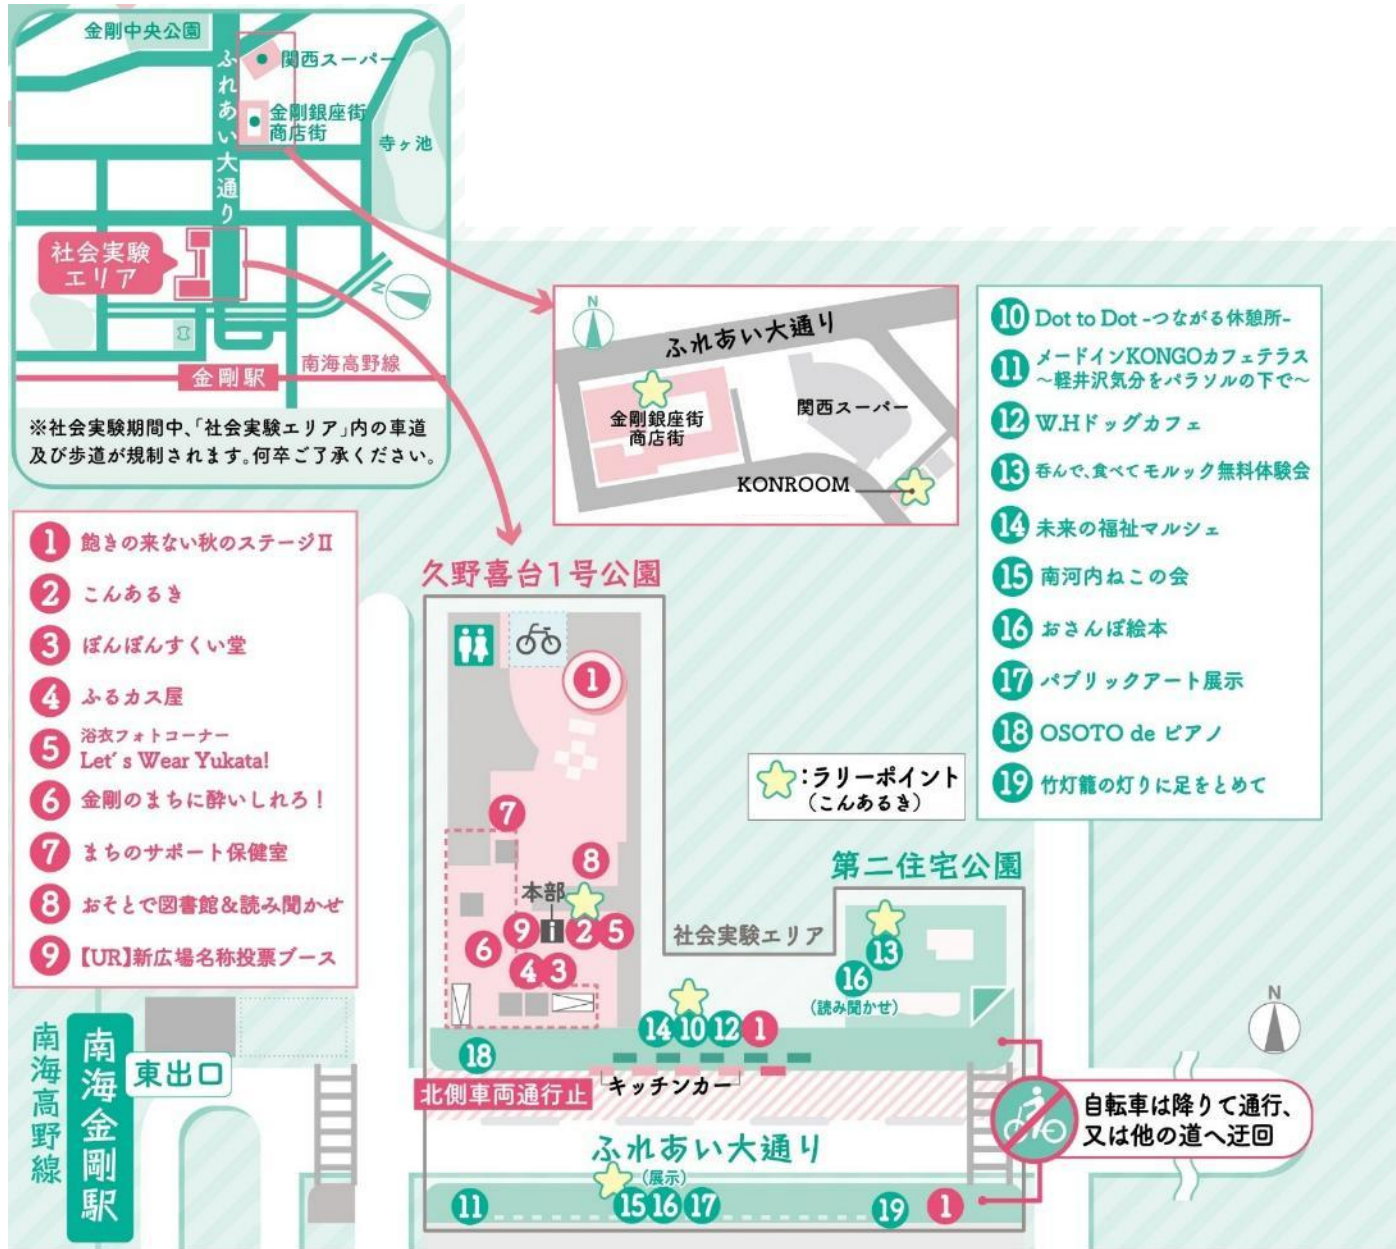 金剛中央公園
ふれあい大通り
関西スーパー
金剛銀座街
商店街
寺ヶ池
社会実験
エリア
N
南海高野線
金剛駅
※社会実験期間中、「社会実験エリア」内の車道
及び歩道が規制されます。何卒ご了承ください。
N
ふれあい大通り
金剛銀座街
商店街
関西スーパー
KONROOM
1 飽きの来ない秋のステージⅡ
2 こんあるき
3 ぽんぽんすくい堂
4 ふるカス屋
5 浴衣フォトコーナー
Let's Wear Yukata!
6 金剛のまちに酔いしれろ!
7 まちのサポート保健室
8 おそとで図書館&読み聞かせ
9 【UR】新広場名称投票ブース
10 Dot to Dot -つながる休憩所-
11 メードインKONGOカフェテラス
~軽井沢気分をパラソルの下で~
12 W.Hドッグカフェ
13 呑んで、食べてモルック無料体験会
14 未来の福祉マルシェ
15 南河内ねこの会
16 おさんぽ絵本
17 パブリックアート展示
18 OSOTO de ピアノ
19 竹灯籠の灯りに足をとめて
久野喜台1号公園
1
7
8
本部
9 i 2 5
6
4 3
:ラリーポイント
(こんあるき)
第二住宅公園
社会実験エリア
13
16
(読み聞かせ)
14 10 12 1
18
北側車両通行止
キッチンカー
ふれあい大通り
(展示)
11
15 16 17
19 1
N
自転車は降りて通行、
又は他の道へ迂回
南海高野線
南海金剛駅
東出口